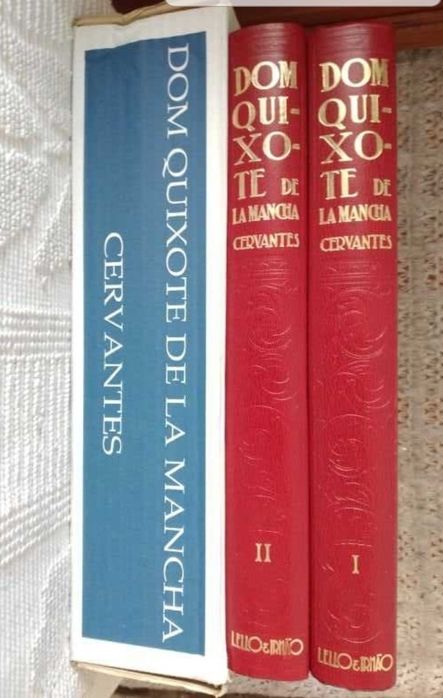 DOM QUIXOTE DE LA MANCHA
CERVANTES
DOM
QUI-
XO-
TE DE
LA MANCHA
CERVANTES
II
LELLO & IRMÃO
DOM
QUI-
XO-
TE DE
LA MANCHA
CERVANTES
I
LELLO & IRMÃO